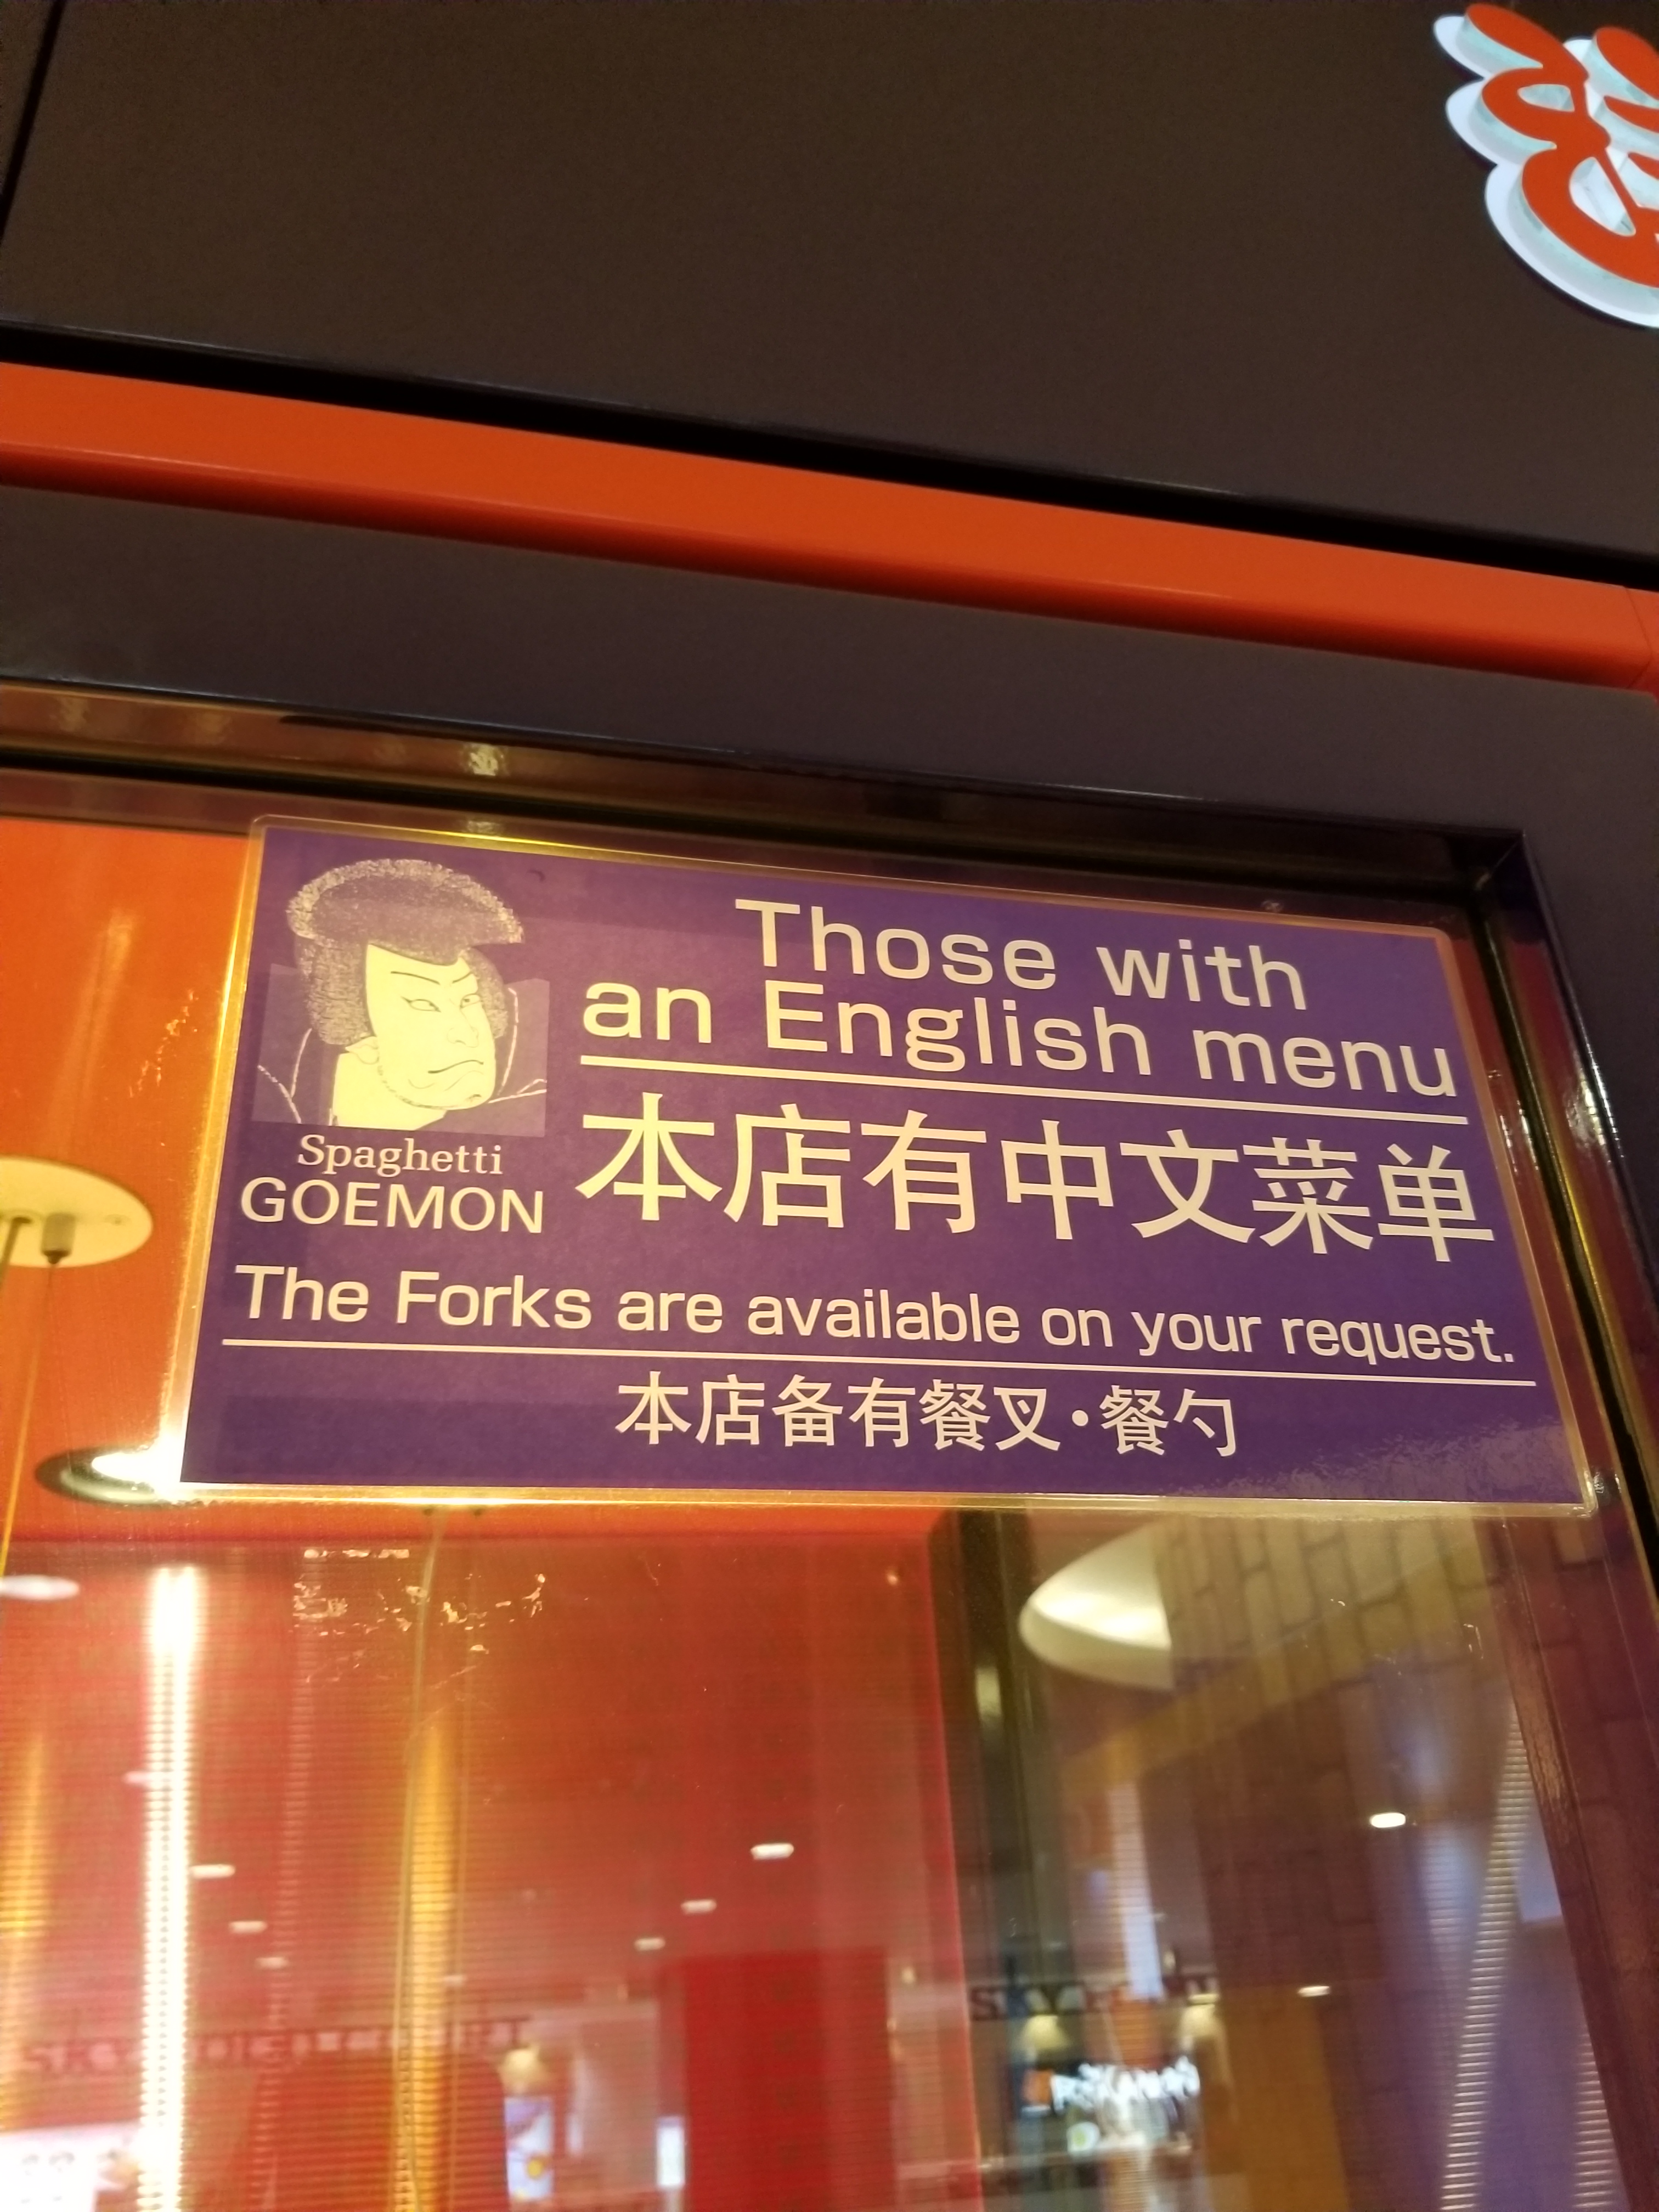 Those with
an English menu
本店有中文菜单
Spaghetti
GOEMON
The Forks are available on your request.
本店备有餐叉・餐勺